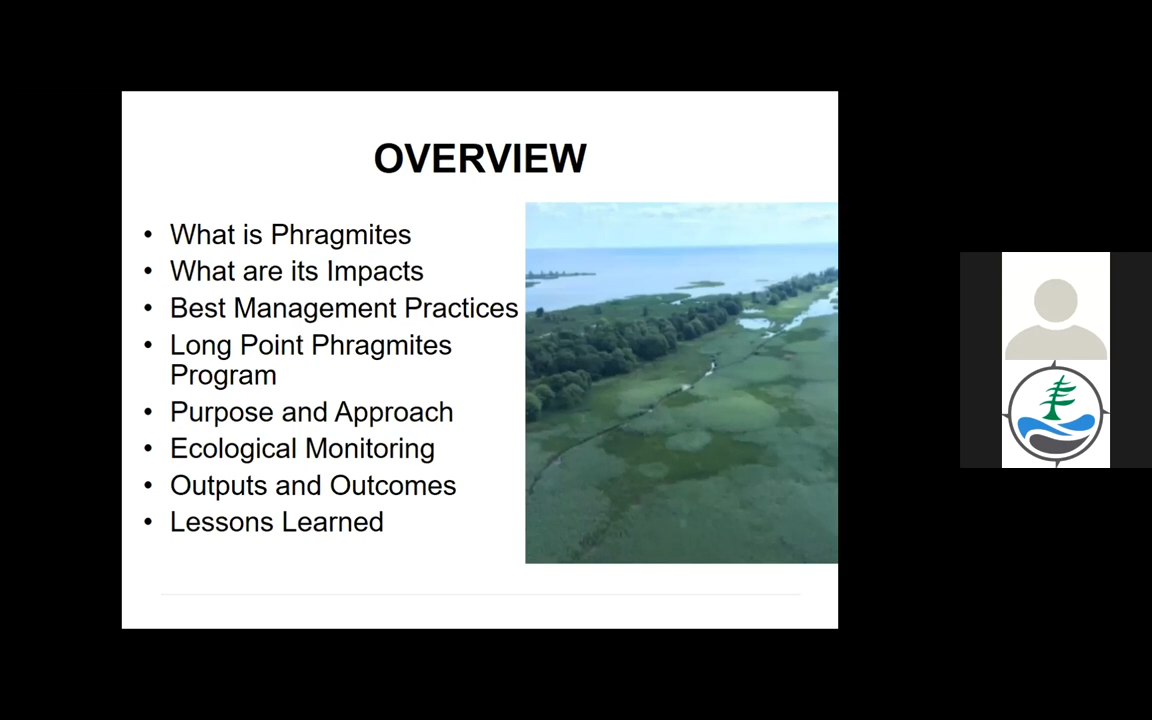 OVERVIEW
• What is Phragmites
• What are its Impacts
• Best Management Practices
• Long Point Phragmites
Program
• Purpose and Approach
• Ecological Monitoring
• Outputs and Outcomes
• Lessons Learned